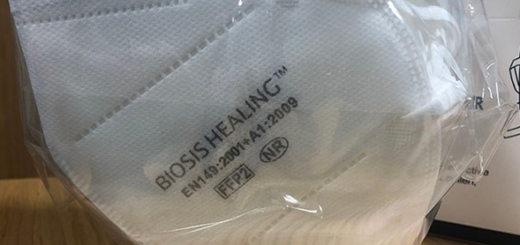 BIOSIS HEALING™
EN149:2001+A1:2009
FFP2 NR